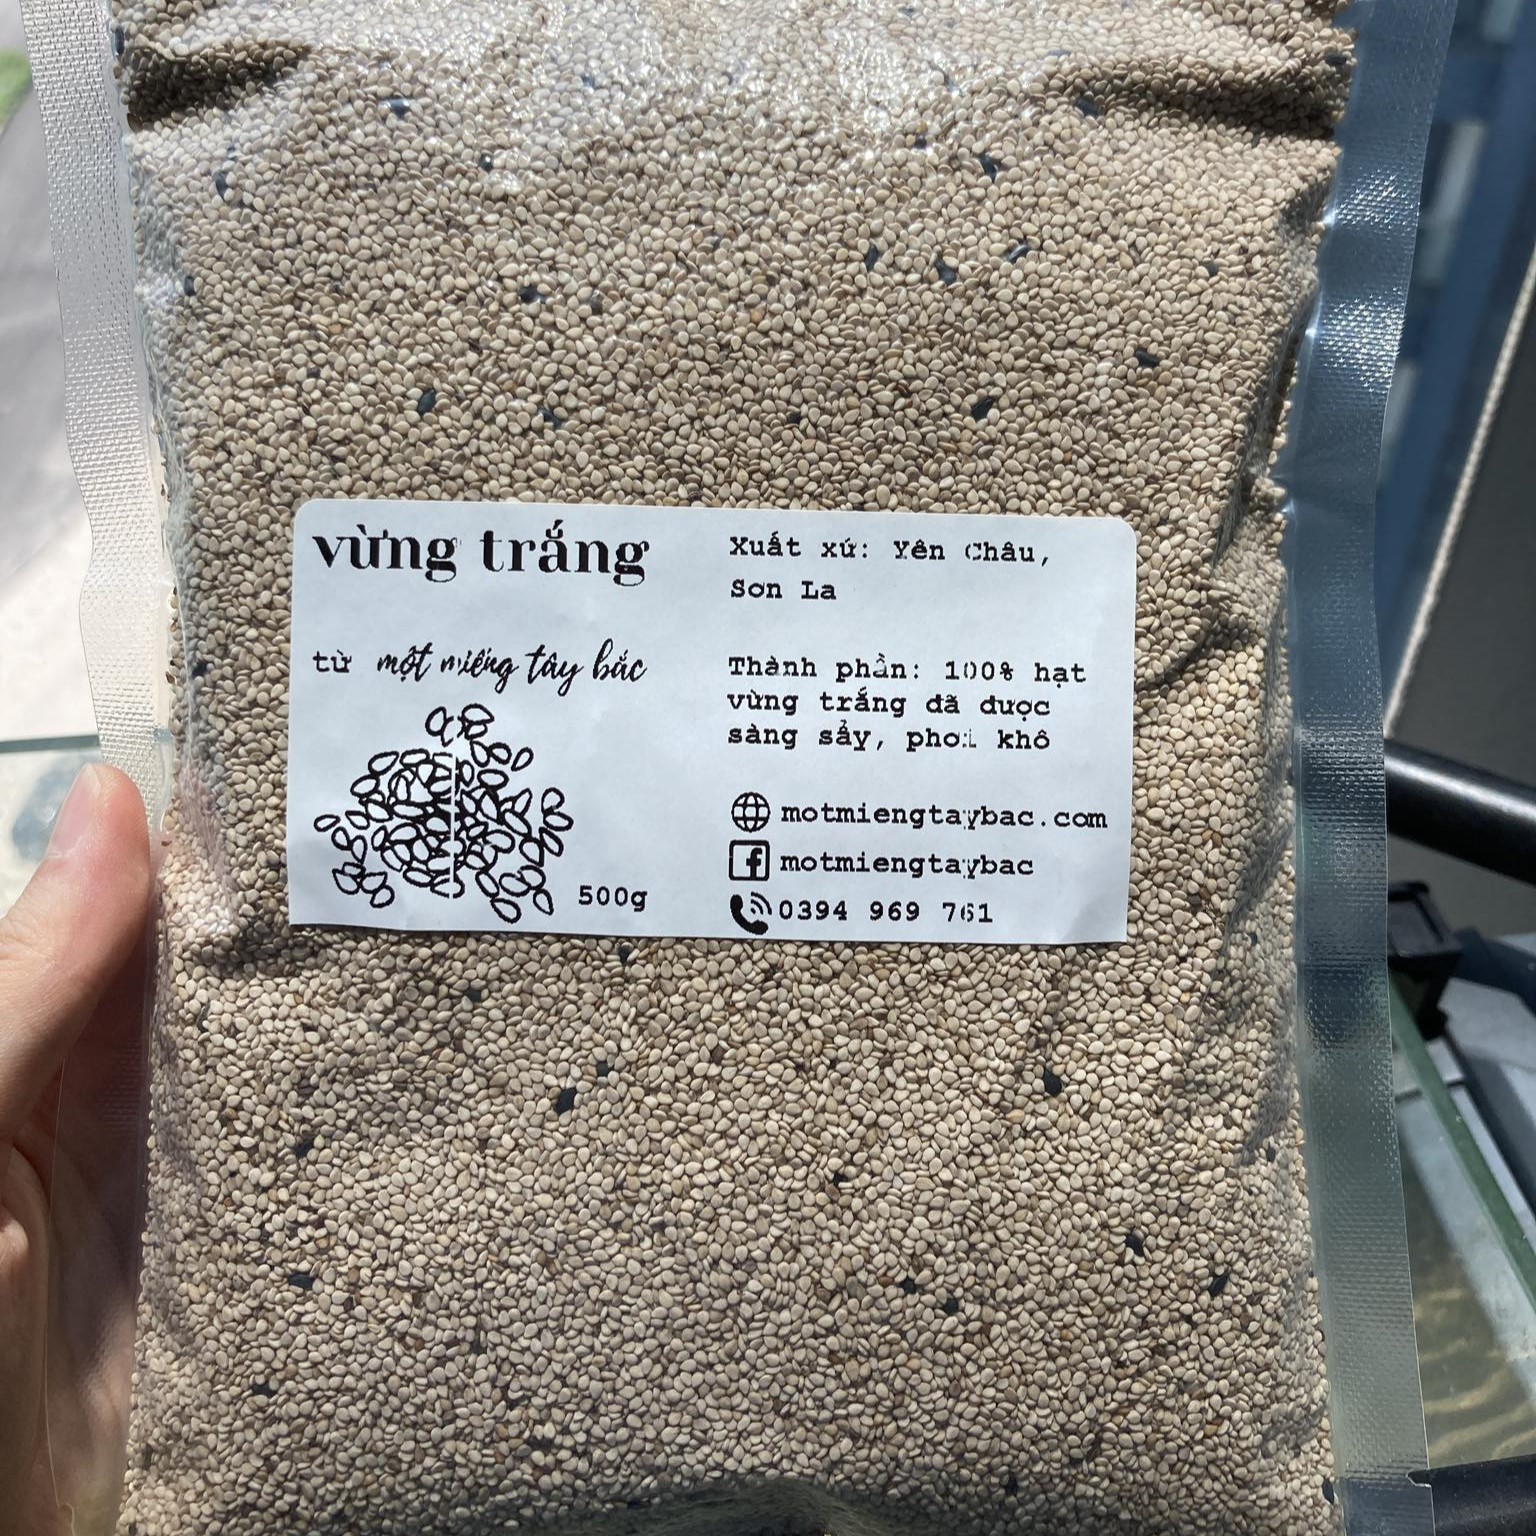 vừng trắng
từ một miếng tây bắc
500g
Xuất xứ: Yên Châu,
Sơn La
Thành phần: 100% hạt
vừng trắng đã được
sàng sẩy, phơi khô
motmiengtaybac.com
motmiengtaybac
0394 969 761